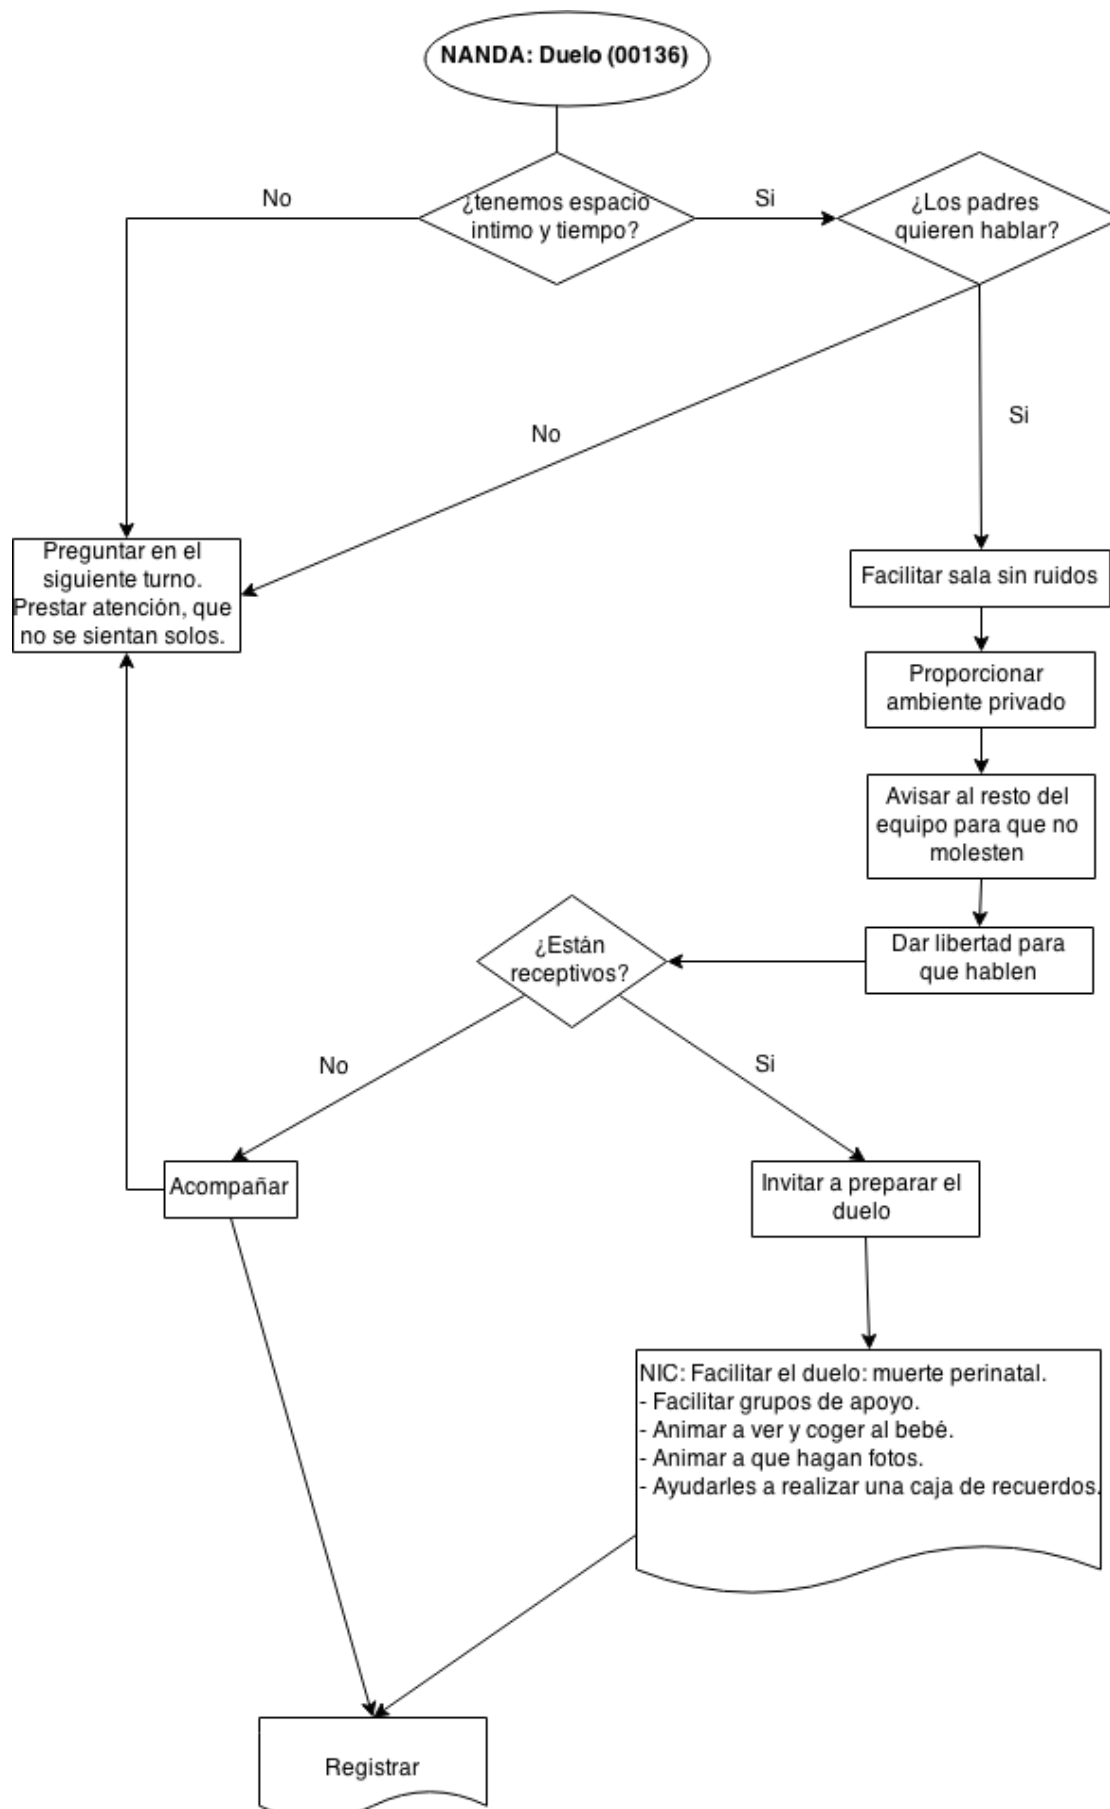 NANDA: Duelo (00136)
No
¿tenemos espacio
intimo y tiempo?
Si
¿Los padres
quieren hablar?
No
Si
Preguntar en el
siguiente turno.
Prestar atención, que
no se sientan solos.
Facilitar sala sin ruidos
Proporcionar
ambiente privado
Avisar al resto del
equipo para que no
molesten
Dar libertad para
que hablen
¿Están
receptivos?
No
Si
Acompañar
Invitar a preparar el
duelo
NIC: Facilitar el duelo: muerte perinatal.
- Facilitar grupos de apoyo.
- Animar a ver y coger al bebé.
- Animar a que hagan fotos.
- Ayudarles a realizar una caja de recuerdos.
Registrar